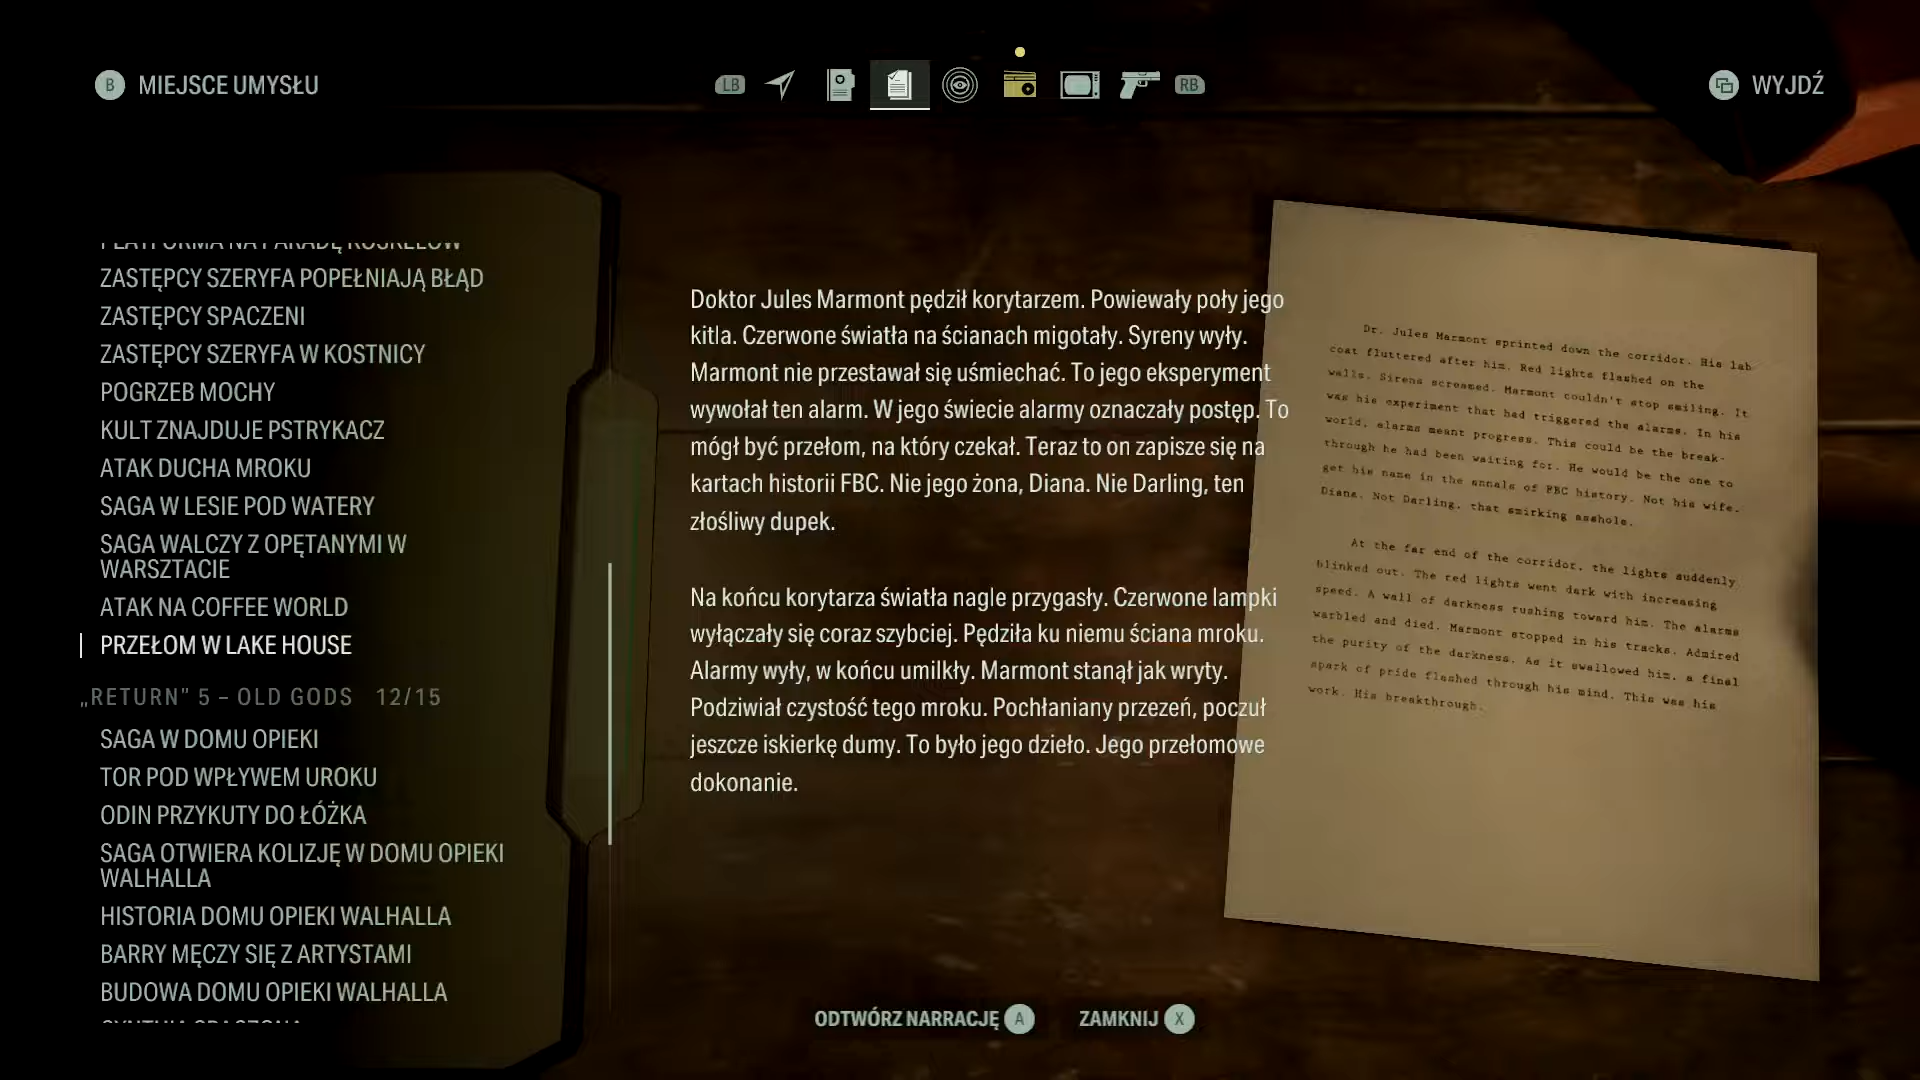 B MIEJSCE UMYSŁU
LB
RB
WYJDŹ
ZASTĘPCY SZERYFA POPEŁNIAJĄ BŁĄD
ZASTĘPCY SPACZENI
ZASTĘPCY SZERYFA W KOSTNICY
POGRZEB MOCHY
KULT ZNAJDUJE PSTRYKACZ
ATAK DUCHA MROKU
SAGA W LESIE POD WATERY
SAGA WALCZY Z OPĘTANYMI W
WARSZTACIE
ATAK NA COFFEE WORLD
PRZEŁOM W LAKE HOUSE
„RETURN" 5 – OLD GODS 12/15
SAGA W DOMU OPIEKI
TOR POD WPŁYWEM UROKU
ODIN PRZYKUTY DO ŁÓŻKA
SAGA OTWIERA KOLIZJĘ W DOMU OPIEKI
WALHALLA
HISTORIA DOMU OPIEKI WALHALLA
BARRY MĘCZY SIĘ Z ARTYSTAMI
BUDOWA DOMU OPIEKI WALHALLA
Doktor Jules Marmont pędził korytarzem. Powiewały poły jego
kitla. Czerwone światła na ścianach migotały. Syreny wyły.
Marmont nie przestawał się uśmiechać. To jego eksperyment
wywołał ten alarm. W jego świecie alarmy oznaczały postęp. To
mógł być przełom, na który czekał. Teraz to on zapisze się na
kartach historii FBC. Nie jego żona, Diana. Nie Darling, ten
złośliwy dupek.
Na końcu korytarza światła nagle przygasły. Czerwone lampki
wyłączały się coraz szybciej. Pędziła ku niemu ściana mroku.
Alarmy wyły, w końcu umilkły. Marmont stanął jak wryty.
Podziwiał czystość tego mroku. Pochłaniany przezeń, poczuł
jeszcze iskierkę dumy. To było jego dzieło. Jego przełomowe
dokonanie.
Dr. Jules Marmont sprinted down the corridor. His lab
coat fluttered after him. Red lights flashed on the
walls. Sirens screamed. Marmont couldn't stop smiling. It
was his experiment that had triggered the alarms. In his
world, alarms meant progress. This could be the break-
through he had been waiting for. He would be the one to
get his name in the annals of FBC history. Not his wife,
Diana. Not Darling, that smirking asshole.
At the far end of the corridor, the lights suddenly
blinked out. The red lights went dark with increasing
speed. A wall of darkness rushing toward him. The alarms
warbled and died. Marmont stopped in his tracks. Admired
the purity of the darkness. As it swallowed him, a final
spark of pride flashed through his mind. This was his
work. His breakthrough.
ODTWÓRZ NARRACJĘ A
ZAMKNIJ X